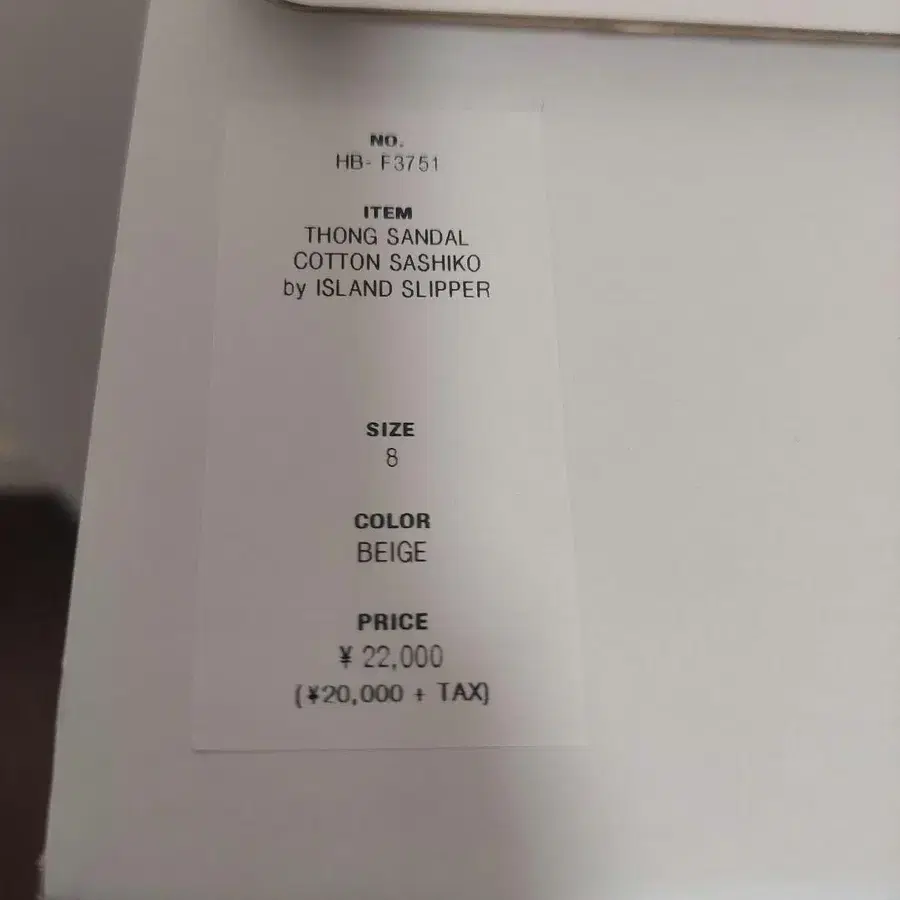 NO.
HB- F3751
ITEM
THONG SANDAL
COTTON SASHIKO
by ISLAND SLIPPER
SIZE
8
COLOR
BEIGE
PRICE
¥ 22,000
(¥20,000 + TAX)